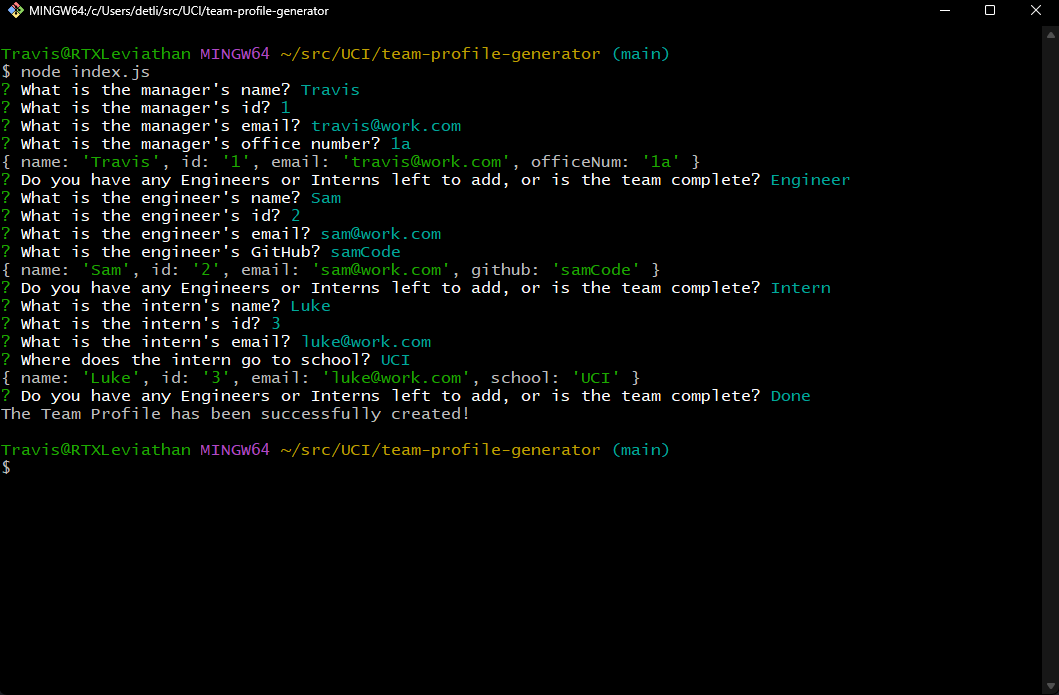 MINGW64:/c/Users/detli/src/UCI/team-profile-generator
Travis@RTXLeviathan MINGW64 ~/src/UCI/team-profile-generator (main)
$ node index.js
? What is the manager's name? Travis
? What is the manager's id? 1
? What is the manager's email? travis@work.com
? What is the manager's office number? 1a
{ name: 'Travis', id: '1', email: 'travis@work.com', officeNum: '1a' }
? Do you have any Engineers or Interns left to add, or is the team complete? Engineer
? What is the engineer's name? Sam
? What is the engineer's id? 2
? What is the engineer's email? sam@work.com
? What is the engineer's GitHub? samCode
{ name: 'Sam', id: '2', email: 'sam@work.com', github: 'samCode' }
? Do you have any Engineers or Interns left to add, or is the team complete? Intern
? What is the intern's name? Luke
? What is the intern's id? 3
? What is the intern's email? luke@work.com
? Where does the intern go to school? UCI
{ name: 'Luke', id: '3', email: 'luke@work.com', school: 'UCI' }
? Do you have any Engineers or Interns left to add, or is the team complete? Done
The Team Profile has been successfully created!
Travis@RTXLeviathan MINGW64 ~/src/UCI/team-profile-generator (main)
$